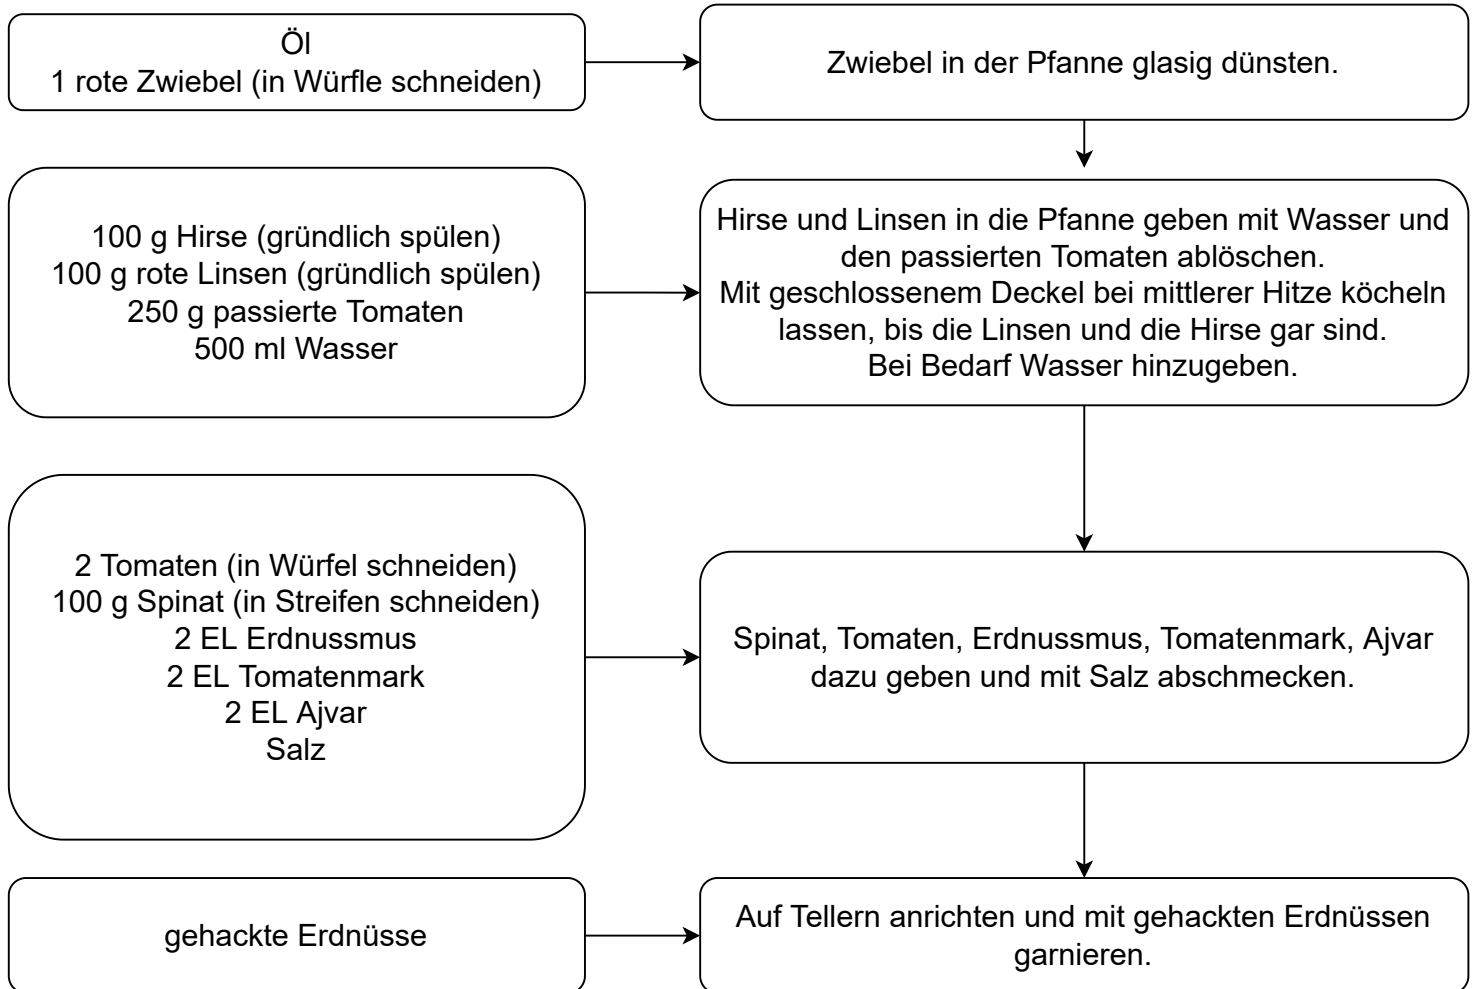 Öl
1 rote Zwiebel (in Würfle schneiden)
Zwiebel in der Pfanne glasig dünsten.
100 g Hirse (gründlich spülen)
100 g rote Linsen (gründlich spülen)
250 g passierte Tomaten
500 ml Wasser
Hirse und Linsen in die Pfanne geben mit Wasser und
den passierten Tomaten ablöschen.
Mit geschlossenem Deckel bei mittlerer Hitze köcheln
lassen, bis die Linsen und die Hirse gar sind.
Bei Bedarf Wasser hinzugeben.
2 Tomaten (in Würfel schneiden)
100 g Spinat (in Streifen schneiden)
2 EL Erdnussmus
2 EL Tomatenmark
2 EL Ajvar
Salz
Spinat, Tomaten, Erdnussmus, Tomatenmark, Ajvar
dazu geben und mit Salz abschmecken.
gehackte Erdnüsse
Auf Tellern anrichten und mit gehackten Erdnüssen
garnieren.